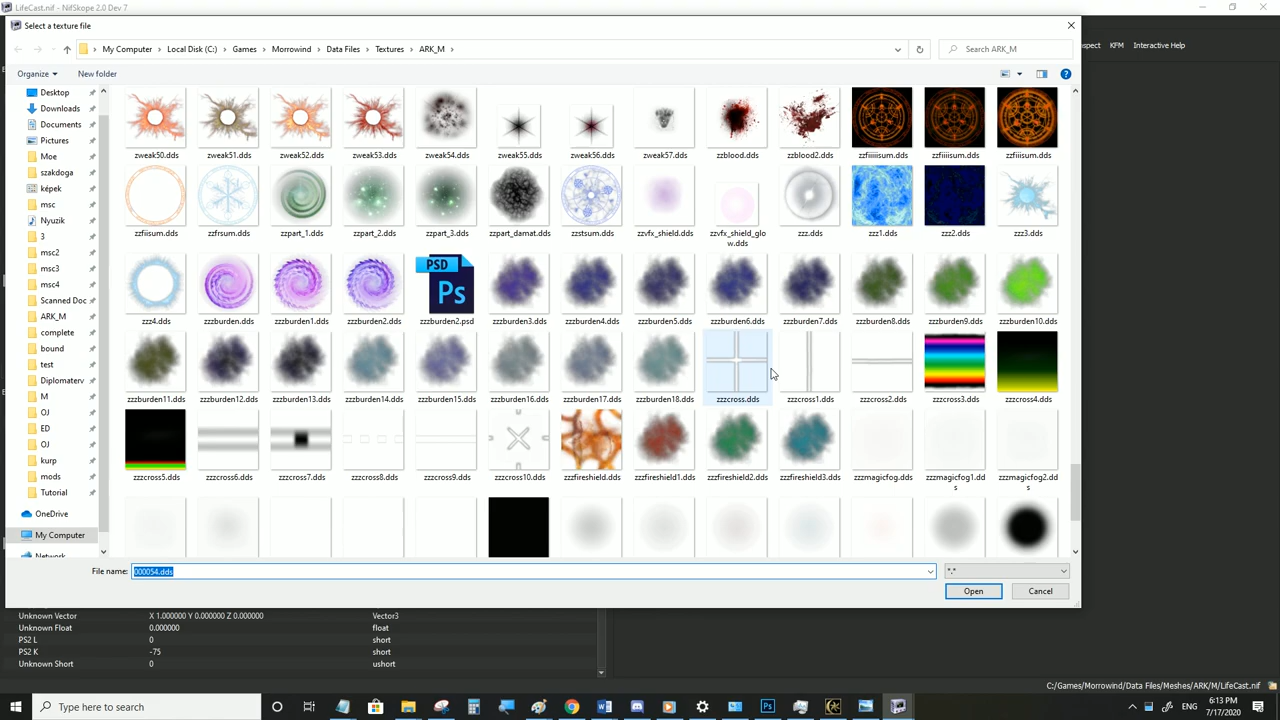 LifeCast.nif - NifSkope 2.0 Dev 7
Select a texture file
My Computer > Local Disk (C:) > Games > Morrowind > Data Files > Textures > ARK_M >
Search ARK_M
spect KFM Interactive Help
Organize New folder
Desktop
Downloads
Documents
Pictures
Moe
szakdoga
képek
msc
Nyuzik
3
msc2
msc3
msc4
Scanned Doc
ARK_M
complete
bound
test
Diplomaterv
M
OJ
ED
OJ
kurp
mods
Tutorial
OneDrive
My Computer
Network
zweak50.dds zweak51.dds zweak52.dds zweak53.dds zweak54.dds zweak55.dds zweak56.dds zweak57.dds zzblood.dds zzblood2.dds zzfiiiiisum.dds zzfiiiisum.dds zzfiiisum.dds
zzfiisum.dds zzfrsum.dds zzpart_1.dds zzpart_2.dds zzpart_3.dds zzpart_damat.dds zzstsum.dds zzvfx_shield.dds zzvfx_shield_glo
w.dds zzz.dds zzz1.dds zzz2.dds zzz3.dds
PSD
Ps
zzz4.dds zzzburden.dds zzzburden1.dds zzzburden2.dds zzzburden2.psd zzzburden3.dds zzzburden4.dds zzzburden5.dds zzzburden6.dds zzzburden7.dds zzzburden8.dds zzzburden9.dds zzzburden10.dds
zzzburden11.dds zzzburden12.dds zzzburden13.dds zzzburden14.dds zzzburden15.dds zzzburden16.dds zzzburden17.dds zzzburden18.dds zzzcross.dds zzzcross1.dds zzzcross2.dds zzzcross3.dds zzzcross4.dds
zzzcross5.dds zzzcross6.dds zzzcross7.dds zzzcross8.dds zzzcross9.dds zzzcross10.dds zzzfireshield.dds zzzfireshield1.dds zzzfireshield2.dds zzzfireshield3.dds zzzmagicfog.dds zzzmagicfog1.dd
s zzzmagicfog2.dd
s
File name: 000054.dds *.*
Open Cancel
Unknown Vector X 1.000000 Y 0.000000 Z 0.000000 Vector3
Unknown Float 0.000000 float
PS2 L 0 short
PS2 K -75 short
Unknown Short 0 ushort
C:/Games/Morrowind/Data Files/Meshes/ARK/M/LifeCast.nif
Type here to search
ENG
6:13 PM
7/17/2020